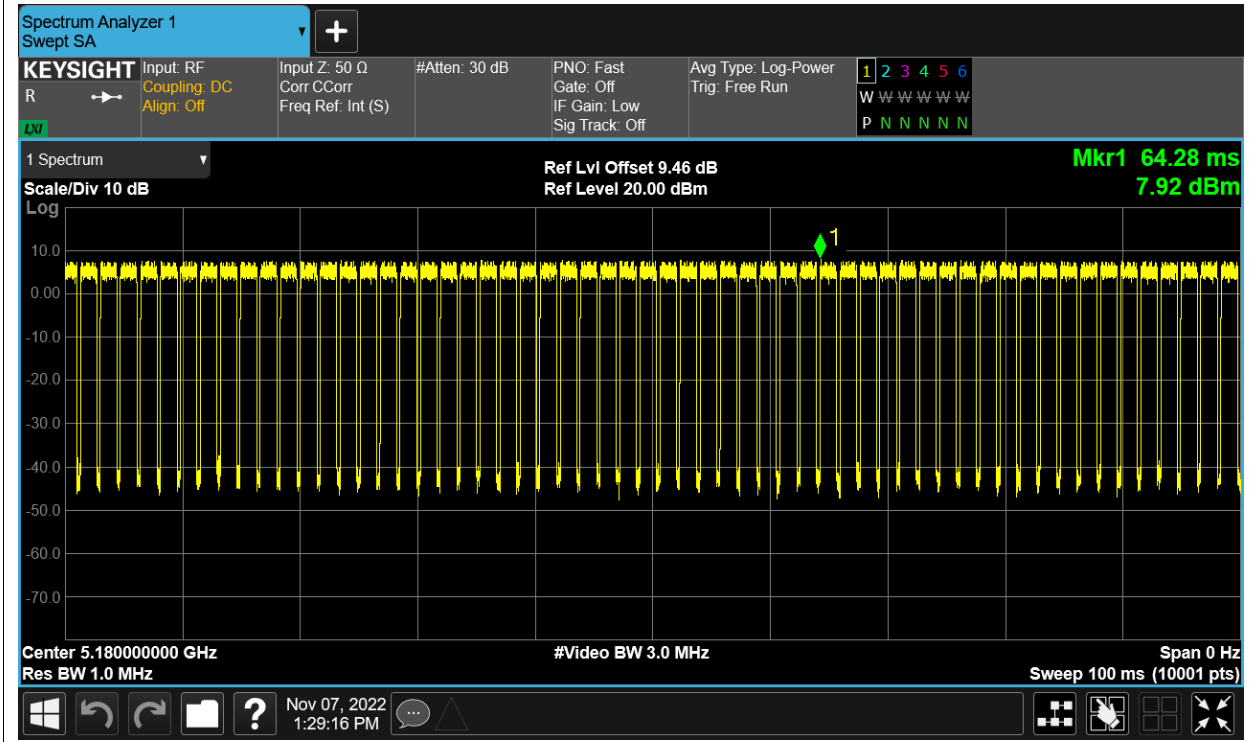 Spectrum Analyzer 1
Swept SA
KEYSIGHT
R
LXI
Input: RF
Coupling: DC
Align: Off
Input Z: 50 Ω
Corr CCorr
Freq Ref: Int (S)
#Atten: 30 dB
PNO: Fast
Gate: Off
IF Gain: Low
Sig Track: Off
Avg Type: Log-Power
Trig: Free Run
1 2 3 4 5 6
W W W W W W
P N N N N N
1 Spectrum
Scale/Div 10 dB
Log
Ref Lvl Offset 9.46 dB
Ref Level 20.00 dBm
Mkr1 64.28 ms
7.92 dBm
1
10.0
0.00
-10.0
-20.0
-30.0
-40.0
-50.0
-60.0
-70.0
Center 5.180000000 GHz
Res BW 1.0 MHz
#Video BW 3.0 MHz
Span 0 Hz
Sweep 100 ms (10001 pts)
?
Nov 07, 2022
1:29:16 PM